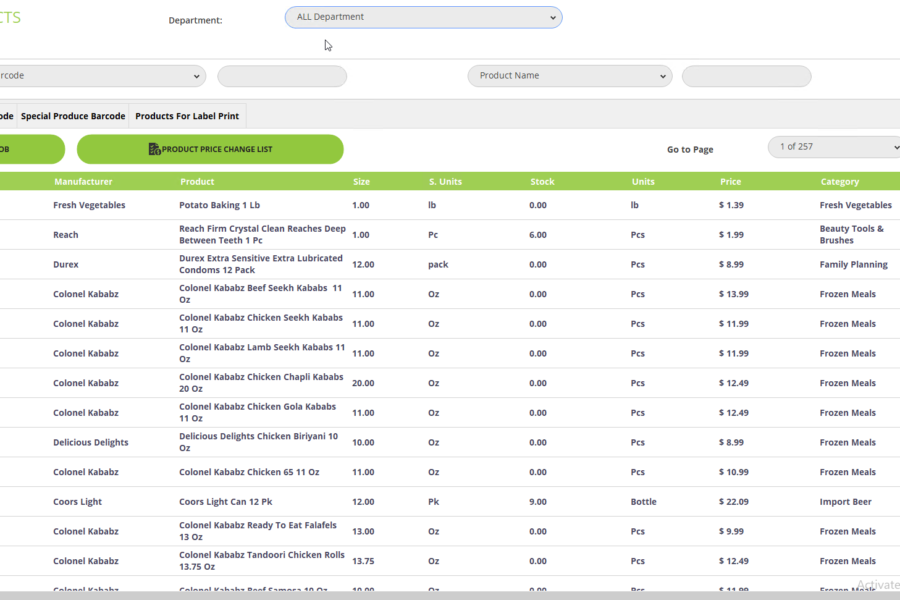 CTS
Department: ALL Department
rcode Product Name
ode Special Produce Barcode Products For Label Print
OB PRODUCT PRICE CHANGE LIST Go to Page 1 of 257
Manufacturer Product Size S. Units Stock Units Price Category
Fresh Vegetables Potato Baking 1 Lb 1.00 lb 0.00 lb $ 1.39 Fresh Vegetables
Reach Reach Firm Crystal Clean Reaches Deep Between Teeth 1 Pc 1.00 Pc 6.00 Pcs $ 1.99 Beauty Tools & Brushes
Durex Durex Extra Sensitive Extra Lubricated Condoms 12 Pack 12.00 pack 0.00 Pcs $ 8.99 Family Planning
Colonel Kababz Colonel Kababz Beef Seekh Kababs 11 Oz 11.00 Oz 0.00 Pcs $ 13.99 Frozen Meals
Colonel Kababz Colonel Kababz Chicken Seekh Kababs 11 Oz 11.00 Oz 0.00 Pcs $ 11.99 Frozen Meals
Colonel Kababz Colonel Kababz Lamb Seekh Kababs 11 Oz 11.00 Oz 0.00 Pcs $ 11.99 Frozen Meals
Colonel Kababz Colonel Kababz Chicken Chapli Kababs 20 Oz 20.00 Oz 0.00 Pcs $ 12.49 Frozen Meals
Colonel Kababz Colonel Kababz Chicken Gola Kababs 11 Oz 11.00 Oz 0.00 Pcs $ 12.49 Frozen Meals
Delicious Delights Delicious Delights Chicken Biriyani 10 Oz 10.00 Oz 0.00 Pcs $ 8.99 Frozen Meals
Colonel Kababz Colonel Kababz Chicken 65 11 Oz 11.00 Oz 0.00 Pcs $ 10.99 Frozen Meals
Coors Light Coors Light Can 12 Pk 12.00 Pk 9.00 Bottle $ 22.09 Import Beer
Colonel Kababz Colonel Kababz Ready To Eat Falafels 13 Oz 13.00 Oz 0.00 Pcs $ 9.99 Frozen Meals
Colonel Kababz Colonel Kababz Tandoori Chicken Rolls 13.75 Oz 13.75 Oz 0.00 Pcs $ 12.49 Frozen Meals
Colonel Kababz Colonel Kababz Beef Samosa 10 Oz 10.00 Oz 0.00 Pcs $ 11.99 Frozen Meals
Activate